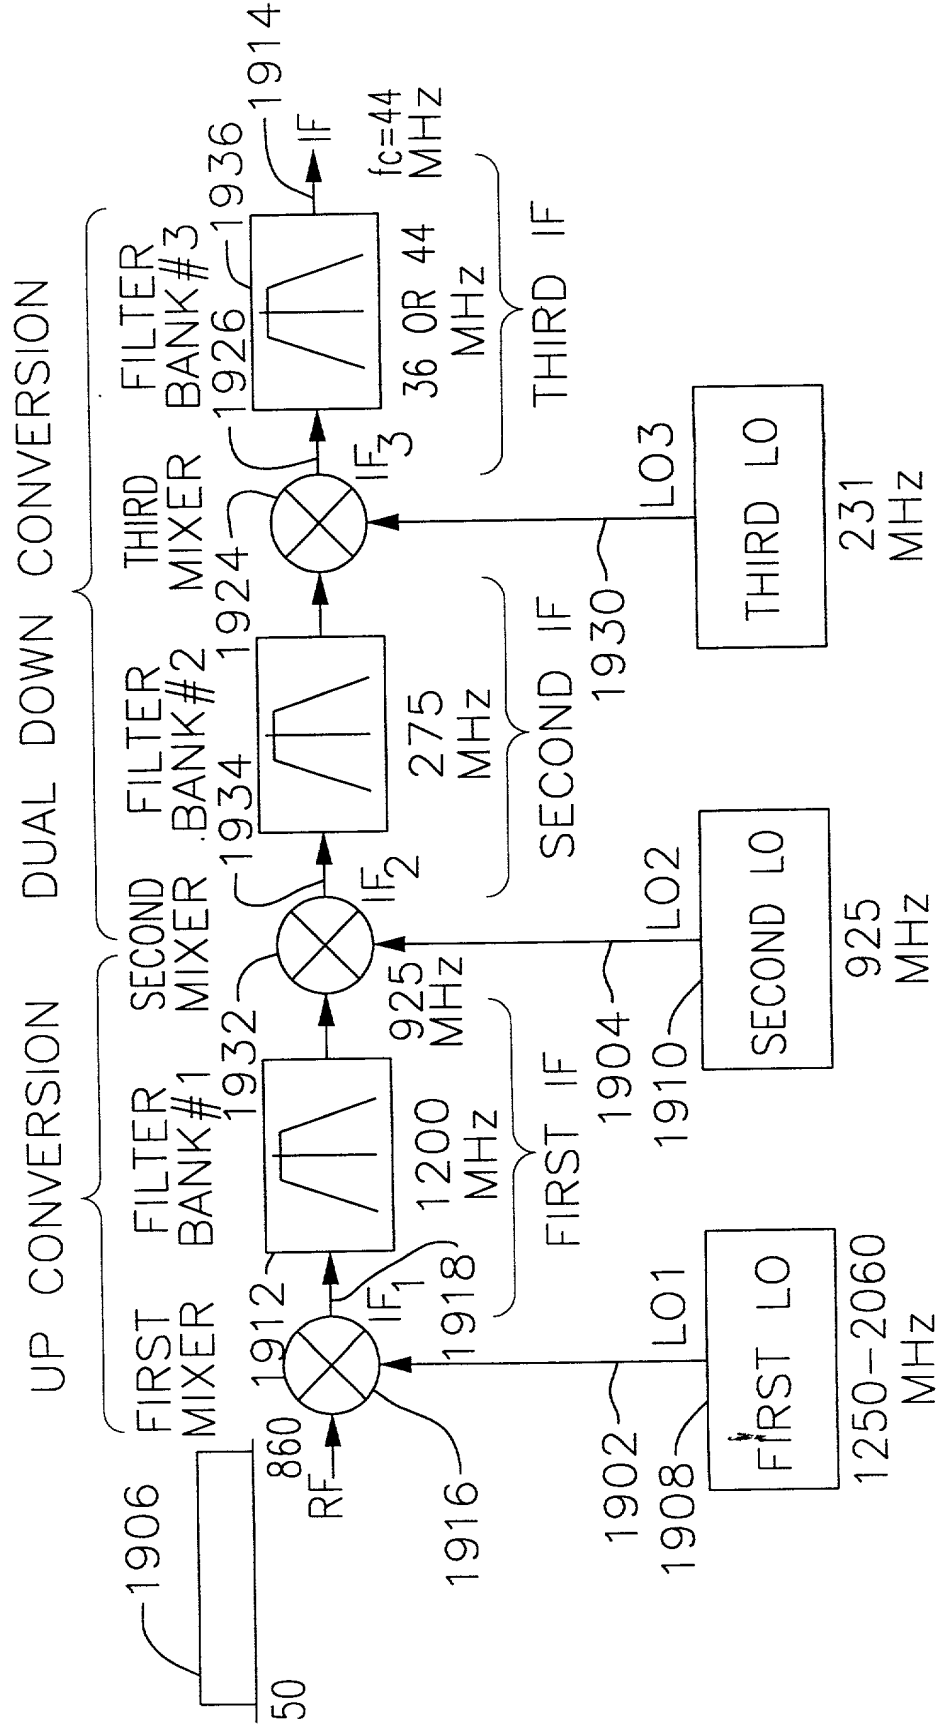 UP CONVERSION
DUAL DOWN CONVERSION
FIRST
MIXER
FILTER
BANK#1
SECOND
MIXER
FILTER
BANK#2
THIRD
MIXER
FILTER
BANK#3
1906
50
860
RF
1912
1932
1934
1924
1926
1936
1914
IF
1916
IF1
1918
1200
MHz
925
MHz
IF2
275
MHz
IF3
36 OR 44
MHz
fc=44
MHz
FIRST IF
SECOND IF
THIRD IF
1902
1908
LO1
1904
1910
LO2
1930
LO3
FIRST LO
SECOND LO
THIRD LO
1250-2060
MHz
925
MHz
231
MHz